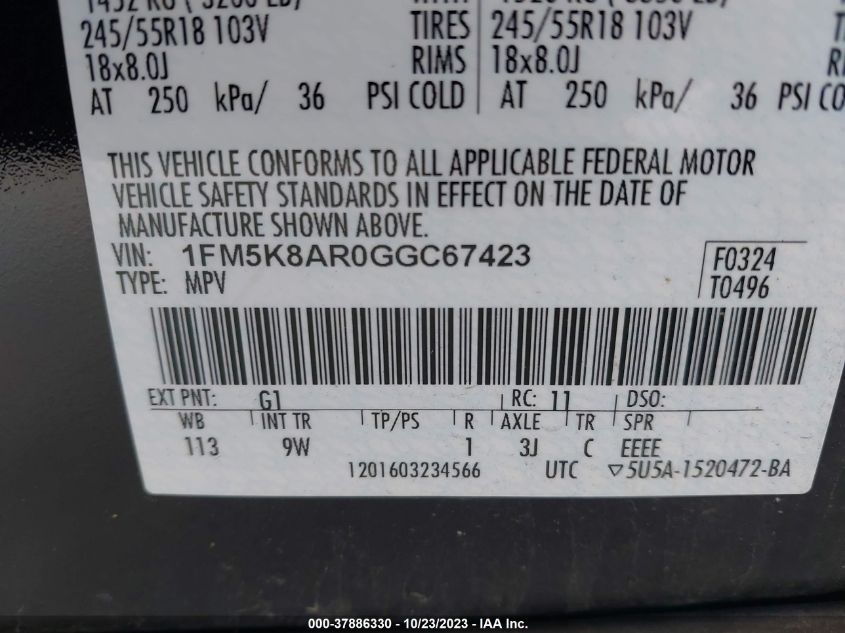 245/55R18 103V TIRES 245/55R18 103V
18x8.0J RIMS 18x8.0J
AT 250 kPa/ 36 PSI COLD AT 250 kPa/ 36 PSI CO
THIS VEHICLE CONFORMS TO ALL APPLICABLE FEDERAL MOTOR
VEHICLE SAFETY STANDARDS IN EFFECT ON THE DATE OF
MANUFACTURE SHOWN ABOVE.
VIN: 1FM5K8AR0GGC67423 F0324
TYPE: MPV T0496
EXT PNT: G1 RC: 11 DSO:
WB INT TR TP/PS R AXLE TR SPR
113 9W 1 3J C EEEE
1201603234566 UTC ▽5U5A-1520472-BA
000-37886330 - 10/23/2023 - IAA Inc.